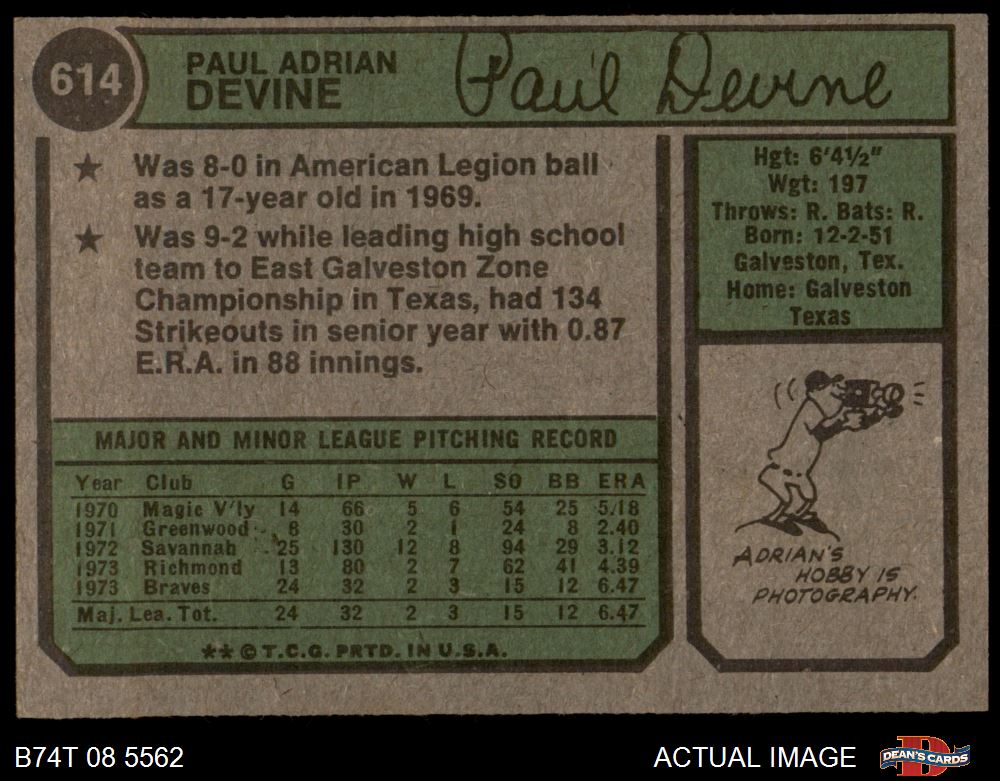 614
PAUL ADRIAN
DEVINE
Paul Devine
★ Was 8-0 in American Legion ball
as a 17-year old in 1969.
★ Was 9-2 while leading high school
team to East Galveston Zone
Championship in Texas, had 134
Strikeouts in senior year with 0.87
E.R.A. in 88 innings.
Hgt: 6'4½"
Wgt: 197
Throws: R. Bats: R.
Born: 12-2-51
Galveston, Tex.
Home: Galveston
Texas
MAJOR AND MINOR LEAGUE PITCHING RECORD
Year Club G IP W L SO BB ERA
1970 Magic V'ly 14 66 5 6 54 25 5.18
1971 Greenwood 8 30 2 1 24 8 2.40
1972 Savannah 25 130 12 8 94 29 3.12
1973 Richmond 13 80 2 7 62 41 4.39
1973 Braves 24 32 2 3 15 12 6.47
Maj. Lea. Tot. 24 32 2 3 15 12 6.47
** © T.C.G. PRTD. IN U.S.A.
ADRIAN'S
HOBBY IS
PHOTOGRAPHY.
B74T 08 5562
ACTUAL IMAGE
DEAN'S CARDS